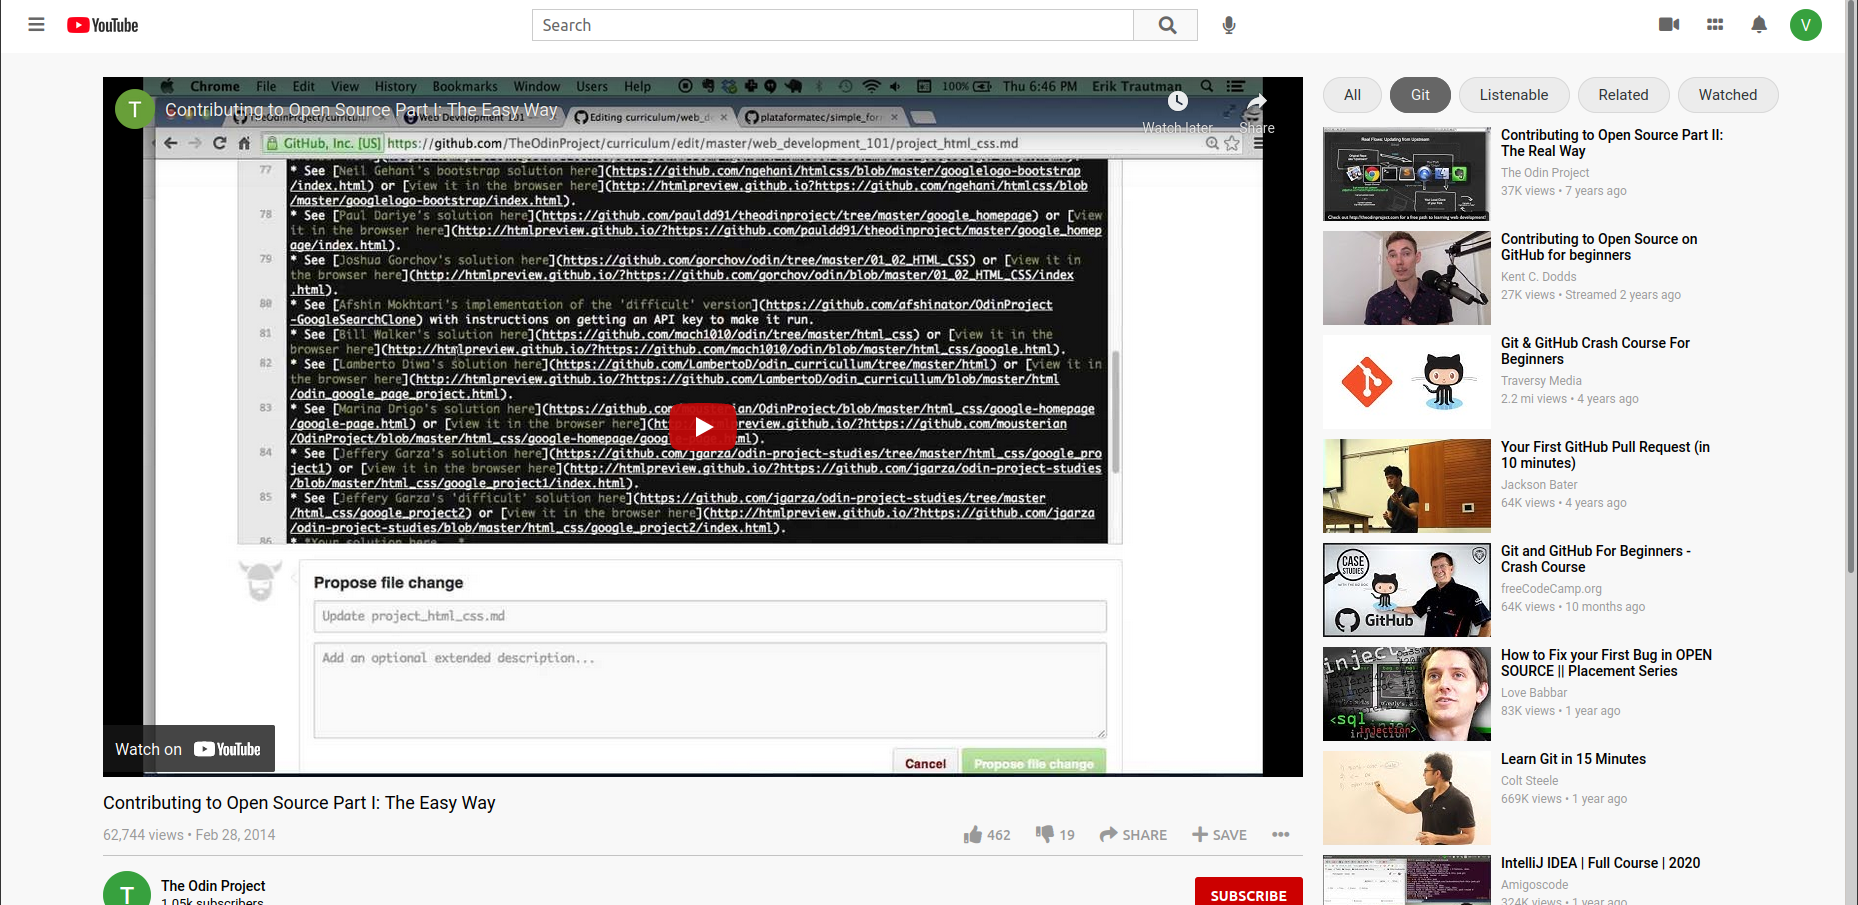 YouTube
Search
V
Chrome File Edit View History Bookmarks Window Users Help 100% Thu 6:46 PM Erik Trautman
T Contributing to Open Source Part I: The Easy Way
Web Development 101
Editing curriculum/web_d
plataformatec/simple_for
Watch later Share
GitHub, Inc. [US] https://github.com/TheOdinProject/curriculum/edit/master/web_development_101/project_html_css.md
77 * See [Neil Gehani's bootstrap solution here](https://github.com/ngehani/htmlcss/blob/master/googlelogo-bootstrap
/index.html) or [view it in the browser here](http://htmlpreview.github.io?https://github.com/ngehani/htmlcss/blob
/master/googlelogo-bootstrap/index.html).
78 * See [Paul Dariye's solution here](https://github.com/pauldd91/theodinproject/tree/master/google_homepage) or [view
it in the browser here](http://htmlpreview.github.io/?https://github.com/pauldd91/theodinproject/master/google_homep
age/index.html).
79 * See [Joshua Gorchov's solution here](https://github.com/gorchov/odin/tree/master/01_02_HTML_CSS) or [view it in
the browser here](http://htmlpreview.github.io/?https://github.com/gorchov/odin/blob/master/01_02_HTML_CSS/index
.html).
80 * See [Afshin Mokhtari's implementation of the 'difficult' version](https://github.com/afshinator/OdinProject
-GoogleSearchClone) with instructions on getting an API key to make it run.
81 * See [Bill Walker's solution here](https://github.com/mach1010/odin/tree/master/html_css) or [view it in the
browser here](http://htmlpreview.github.io/?https://github.com/mach1010/odin/blob/master/html_css/google.html).
82 * See [Lamberto Diwa's solution here](https://github.com/LambertoD/odin_curricullum/tree/master/html) or [view it in
the browser here](http://htmlpreview.github.io/?https://github.com/LambertoD/odin_curricullum/blob/master/html
/odin_google_page_project.html).
83 * See [Marina Drigo's solution here](https://github.com/mousterian/OdinProject/blob/master/html_css/google-homepage
/google-page.html) or [view it in the browser here](htt preview.github.io/?https://github.com/mousterian
/OdinProject/blob/master/html_css/google-homepage/goog ml).
84 * See [Jeffery Garza's solution here](https://github.com/jgarza/odin-project-studies/tree/master/html_css/google_pro
ject1) or [view it in the browser here](http://htmlpreview.github.io/?https://github.com/jgarza/odin-project-studies
/blob/master/html_css/google_project1/index.html).
85 * See [Jeffery Garza's 'difficult' solution here](https://github.com/jgarza/odin-project-studies/tree/master
/html_css/google_project2) or [view it in the browser here](http://htmlpreview.github.io/?https://github.com/jgarza
/odin-project-studies/blob/master/html_css/google_project2/index.html).
86 * *Your solution here...*
Propose file change
Update project_html_css.md
Add an optional extended description...
Cancel Propose file change
Watch on YouTube
Contributing to Open Source Part I: The Easy Way
62,744 views • Feb 28, 2014
462 19 SHARE SAVE
T The Odin Project
1.05k subscribers
SUBSCRIBE
All Git Listenable Related Watched
Contributing to Open Source Part II:
The Real Way
The Odin Project
37K views • 7 years ago
Contributing to Open Source on
GitHub for beginners
Kent C. Dodds
27K views • Streamed 2 years ago
Git & GitHub Crash Course For
Beginners
Traversy Media
2.2 mi views • 4 years ago
Your First GitHub Pull Request (in
10 minutes)
Jackson Bater
64K views • 4 years ago
CASE
STUDIES
GitHub
Git and GitHub For Beginners -
Crash Course
freeCodeCamp.org
64K views • 10 months ago
inject
<sql
injection>
injection
How to Fix your First Bug in OPEN
SOURCE || Placement Series
Love Babbar
83K views • 1 year ago
Learn Git in 15 Minutes
Colt Steele
669K views • 1 year ago
IntelliJ IDEA | Full Course | 2020
Amigoscode
324K views • 1 year ago